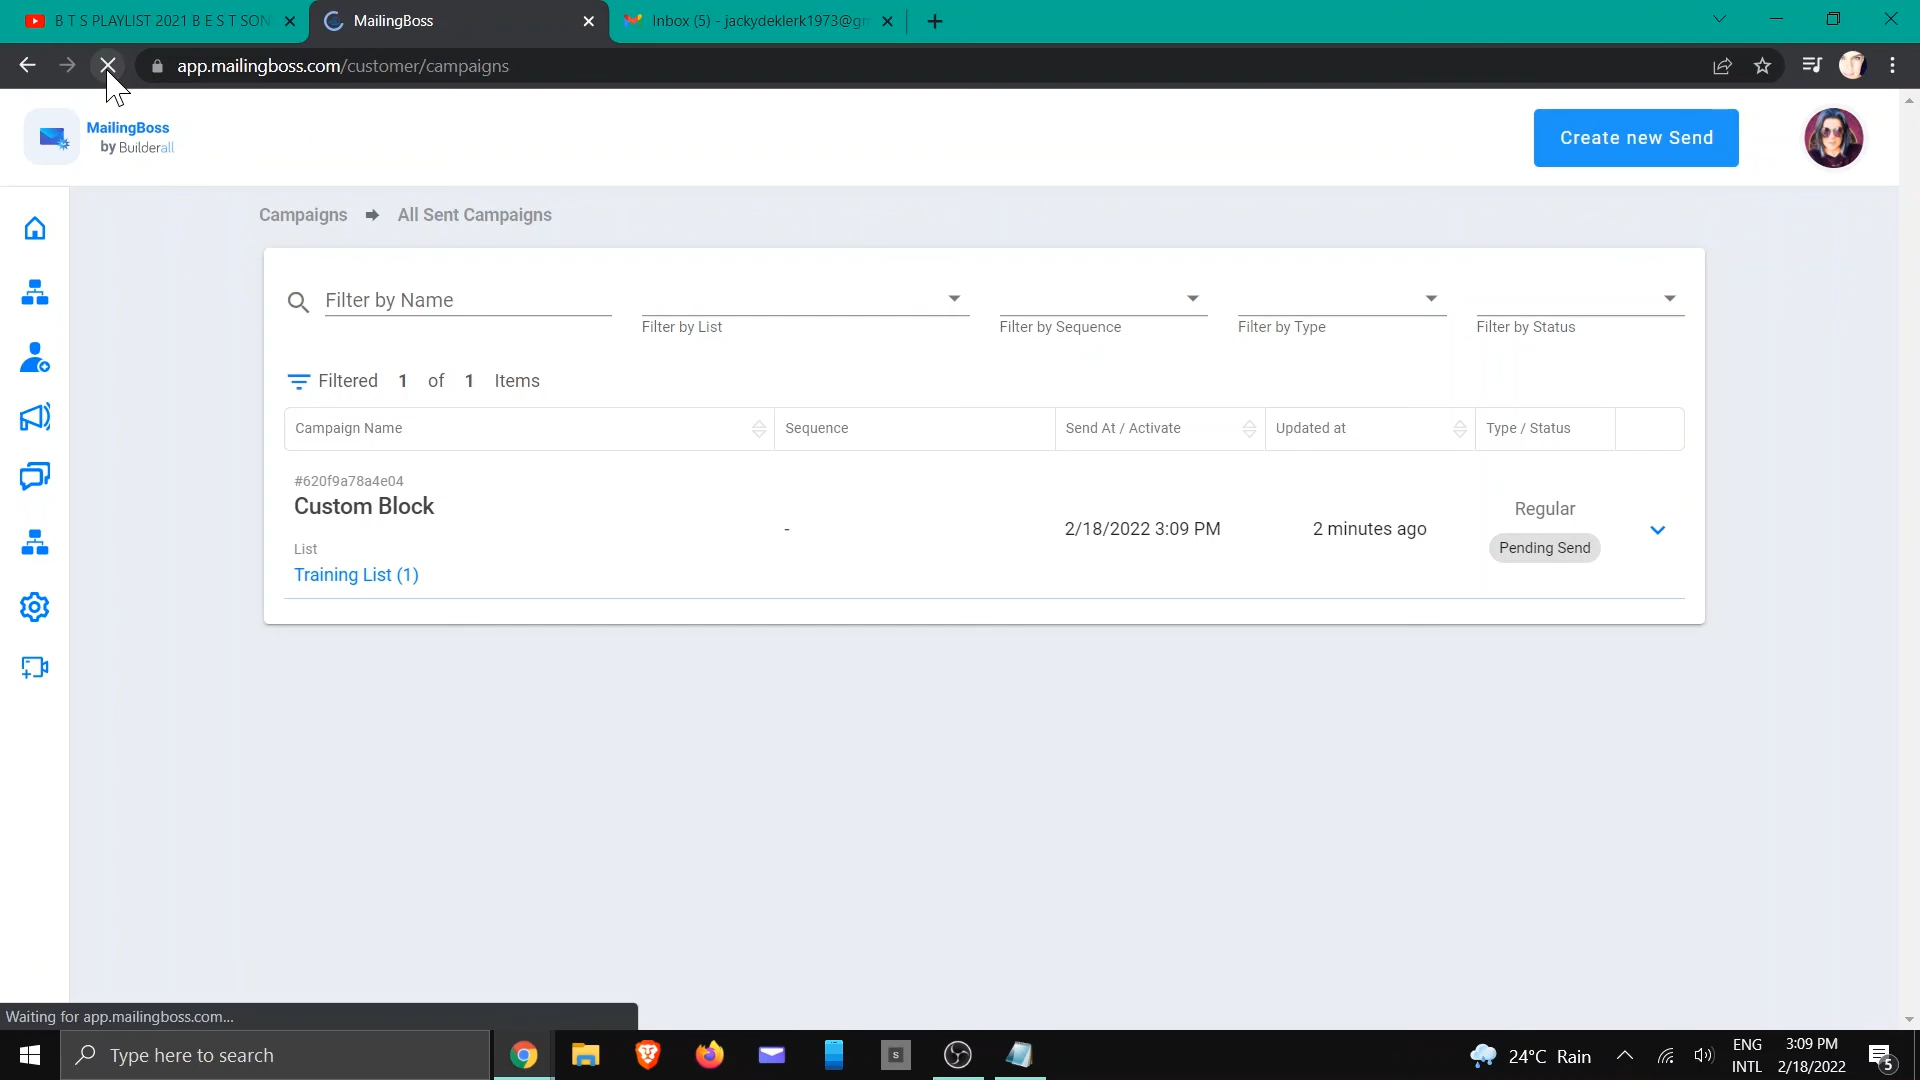 B T S PLAYLIST 2021 B E S T SON
MailingBoss
Inbox (5) - jackydeklerk1973@gm
app.mailingboss.com/customer/campaigns
MailingBoss
by Builderall
Create new Send
Campaigns
All Sent Campaigns
Filter by Name
Filter by List
Filter by Sequence
Filter by Type
Filter by Status
Filtered 1 of 1 Items
Campaign Name
Sequence
Send At / Activate
Updated at
Type / Status
#620f9a78a4e04
Custom Block
List
Training List (1)
-
2/18/2022 3:09 PM
2 minutes ago
Regular
Pending Send
Waiting for app.mailingboss.com...
Type here to search
S
24°C Rain
ENG
INTL
3:09 PM
2/18/2022
5